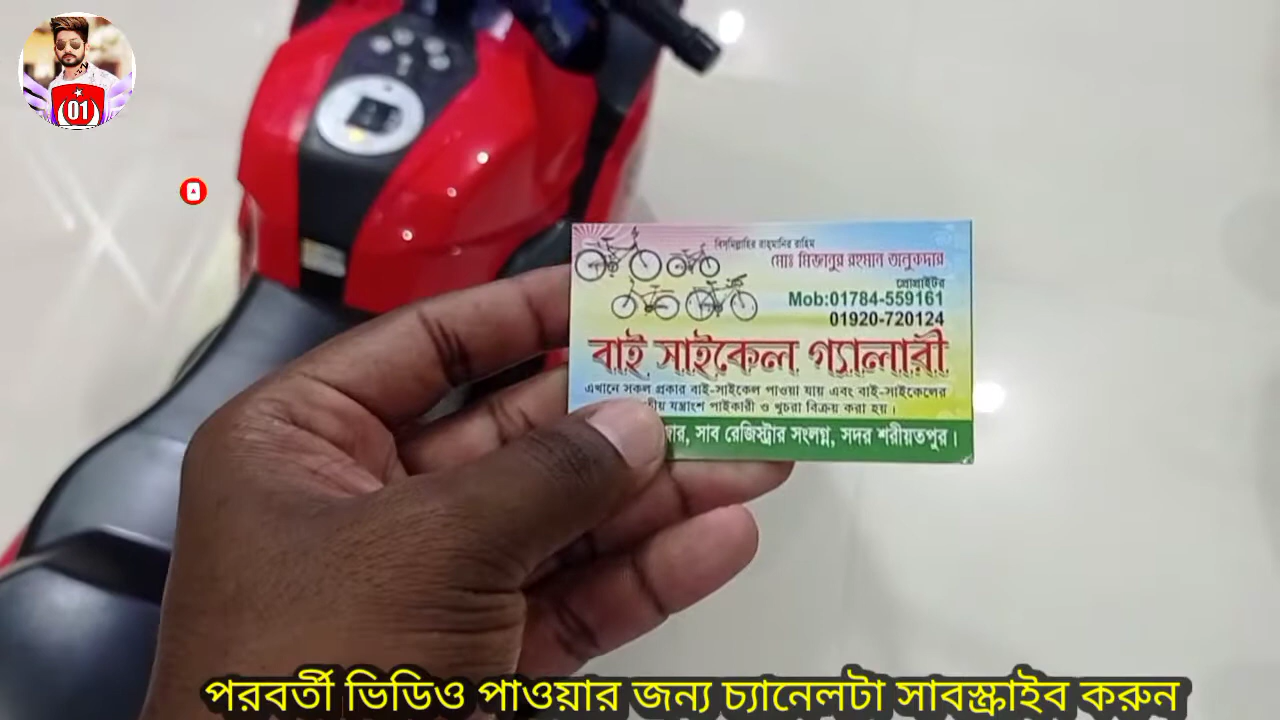 01
বিসমিল্লাহির রাহমানির রাহিম
মোঃ মিজানুর রহমান তালুকদার
প্রোপ্রাইটর
Mob:01784-559161
01920-720124
বাই সাইকেল গ্যালারী
এখানে সকল প্রকার বাই-সাইকেল পাওয়া যায় এবং বাই-সাইকেলের
যন্ত্রাংশ পাইকারী ও খুচরা বিক্রয় করা হয়।
সাব রেজিস্ট্রার সংলগ্ন, সদর শরীয়তপুর।
পরবর্তী ভিডিও পাওয়ার জন্য চ্যানেলটা সাবস্ক্রাইব করুন